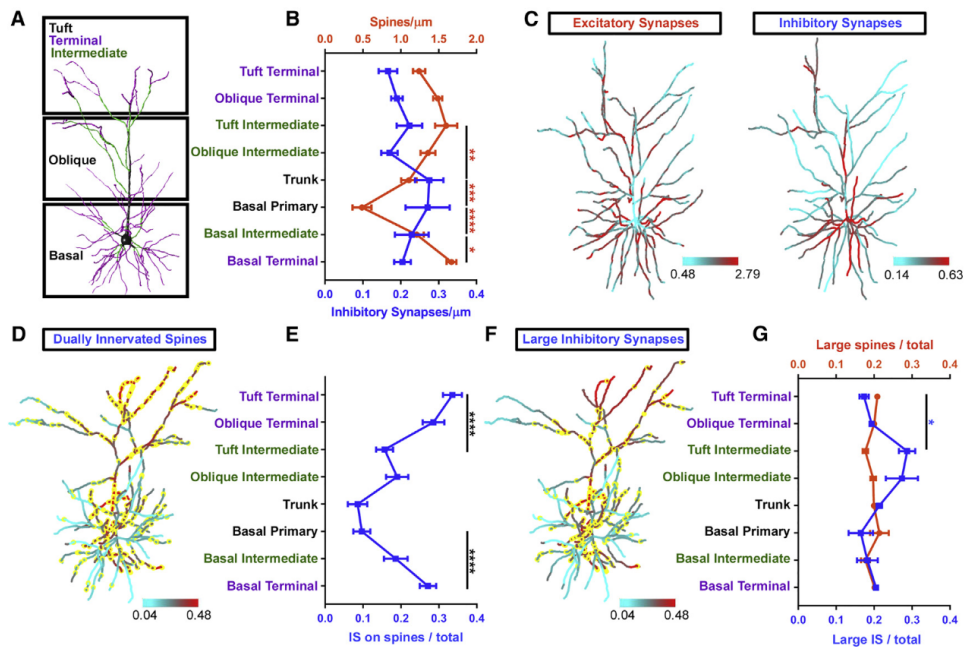 A
Tuft
Terminal
Intermediate
Oblique
Basal
B
Spines/μm
0.0 0.5 1.0 1.5 2.0
Tuft Terminal
Oblique Terminal
Tuft Intermediate
Oblique Intermediate
Trunk
Basal Primary
Basal Intermediate
Basal Terminal
**
***
****
*
0.0 0.1 0.2 0.3 0.4
Inhibitory Synapses/μm
C
Excitatory Synapses
Inhibitory Synapses
0.48 2.79
0.14 0.63
D
Dually Innervated Spines
0.04 0.48
E
Tuft Terminal
Oblique Terminal
Tuft Intermediate
Oblique Intermediate
Trunk
Basal Primary
Basal Intermediate
Basal Terminal
****
****
0.0 0.1 0.2 0.3 0.4
IS on spines / total
F
Large Inhibitory Synapses
0.04 0.48
G
Large spines / total
0.0 0.1 0.2 0.3 0.4
Tuft Terminal
Oblique Terminal
Tuft Intermediate
Oblique Intermediate
Trunk
Basal Primary
Basal Intermediate
Basal Terminal
*
0.0 0.1 0.2 0.3 0.4
Large IS / total